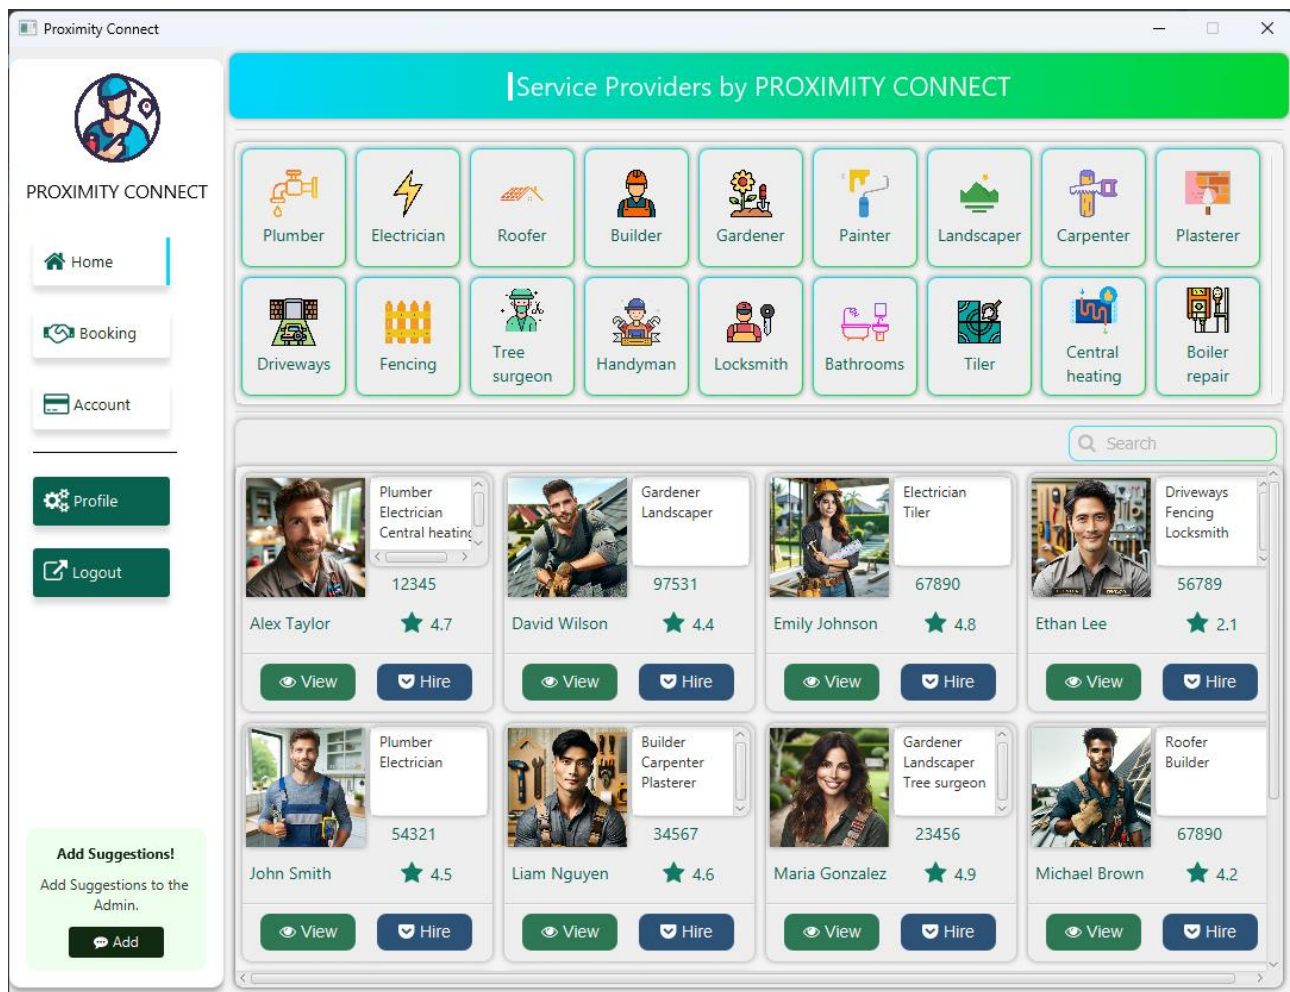 Proximity Connect
PROXIMITY CONNECT
Home
Booking
Account
Profile
Logout
Add Suggestions!
Add Suggestions to the
Admin.
Add
Service Providers by PROXIMITY CONNECT
Plumber
Electrician
Roofer
Builder
Gardener
Painter
Landscaper
Carpenter
Plasterer
Driveways
Fencing
Tree
surgeon
Handyman
Locksmith
Bathrooms
Tiler
Central
heating
Boiler
repair
Search
Plumber
Electrician
Central heating
12345
Alex Taylor
4.7
View
Hire
Gardener
Landscaper
97531
David Wilson
4.4
View
Hire
Electrician
Tiler
67890
Emily Johnson
4.8
View
Hire
Driveways
Fencing
Locksmith
56789
Ethan Lee
2.1
View
Hire
Plumber
Electrician
54321
John Smith
4.5
View
Hire
Builder
Carpenter
Plasterer
34567
Liam Nguyen
4.6
View
Hire
Gardener
Landscaper
Tree surgeon
23456
Maria Gonzalez
4.9
View
Hire
Roofer
Builder
67890
Michael Brown
4.2
View
Hire